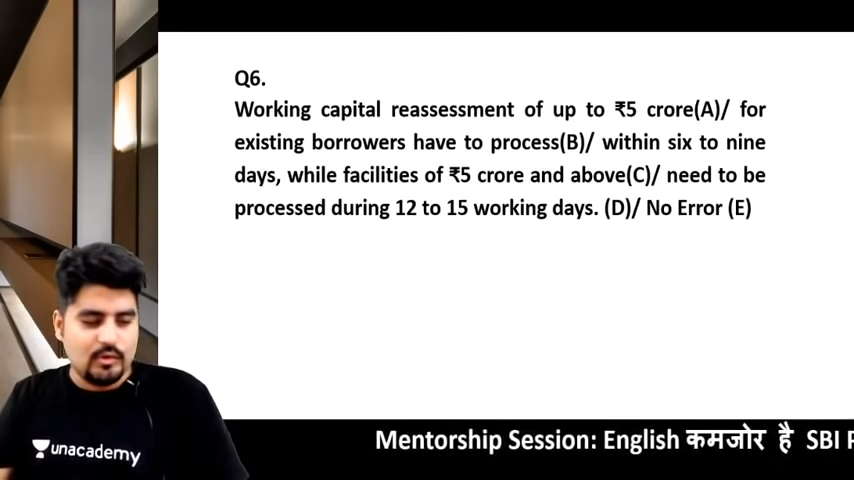 Q6.
Working capital reassessment of up to ₹5 crore(A)/ for
existing borrowers have to process(B)/ within six to nine
days, while facilities of ₹5 crore and above(C)/ need to be
processed during 12 to 15 working days. (D)/ No Error (E)
unacademy
Mentorship Session: English कमजोर है SBI